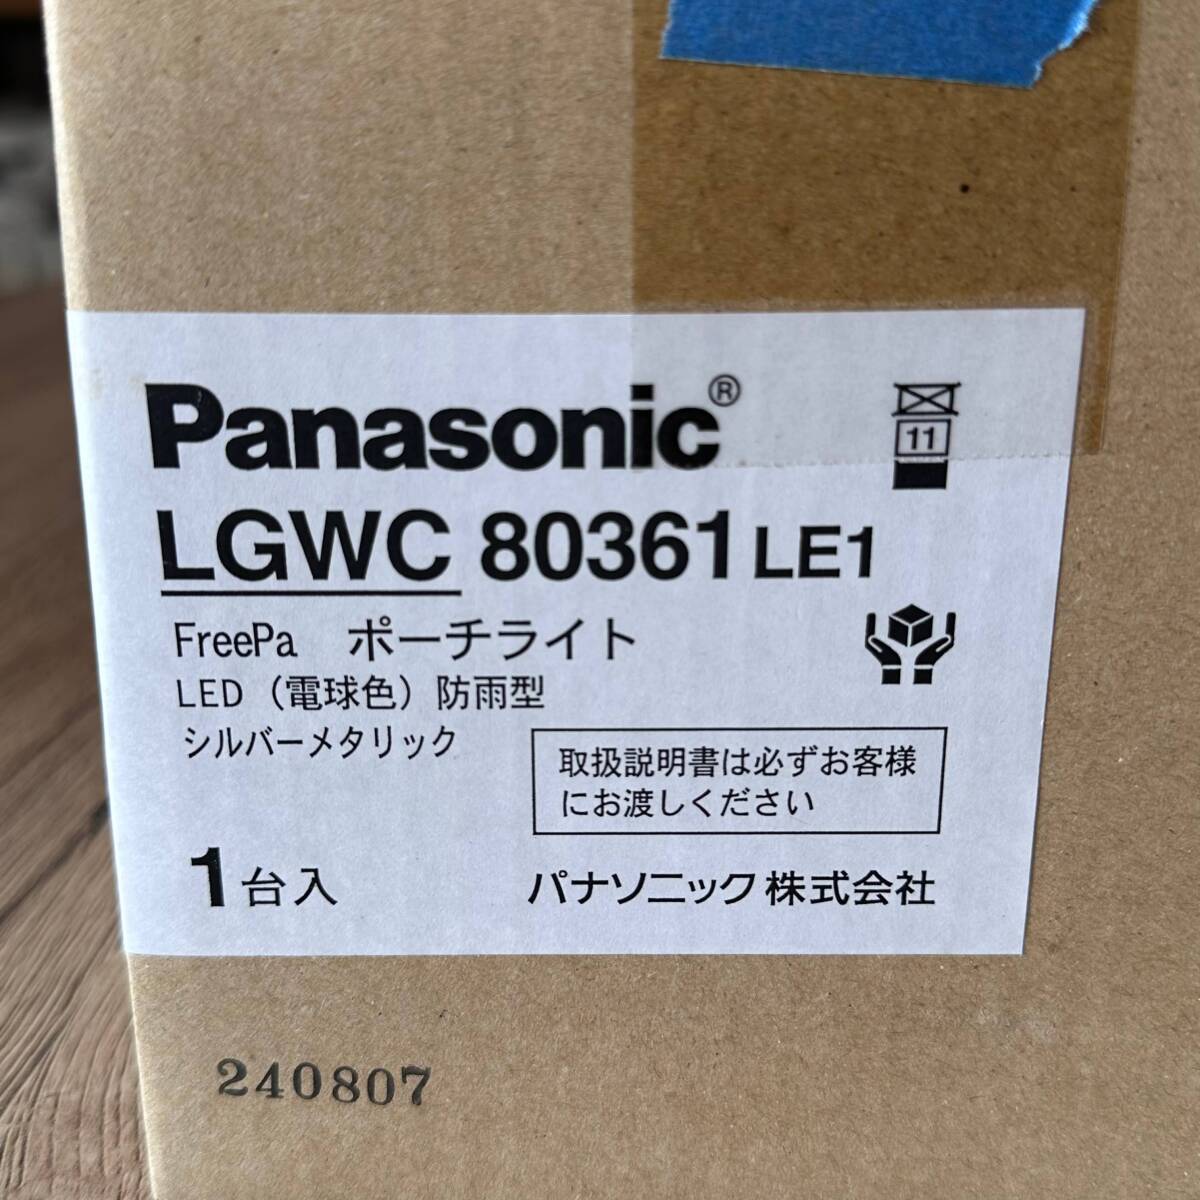 Panasonic®
11
LGWC 80361 LE1
FreePa ポーチライト
LED（電球色）防雨型
シルバーメタリック
取扱説明書は必ずお客様
にお渡しください
1台入
パナソニック株式会社
240807